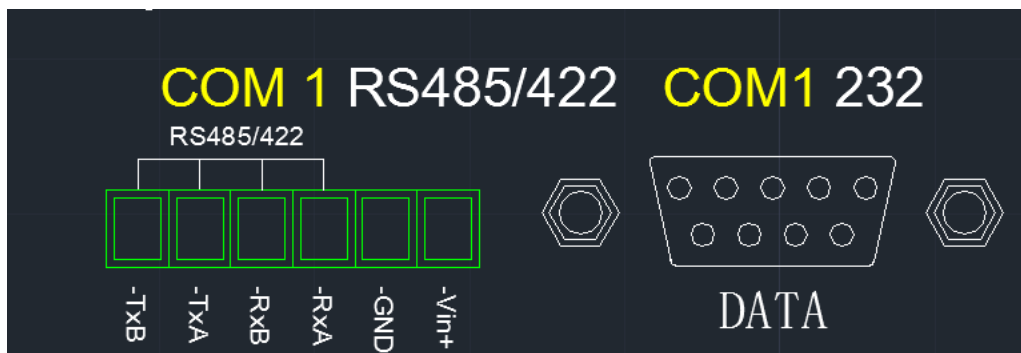 COM 1 RS485/422
COM1 232
RS485/422
-TxB
-TxA
-RxB
-RxA
-GND
-Vin+
DATA